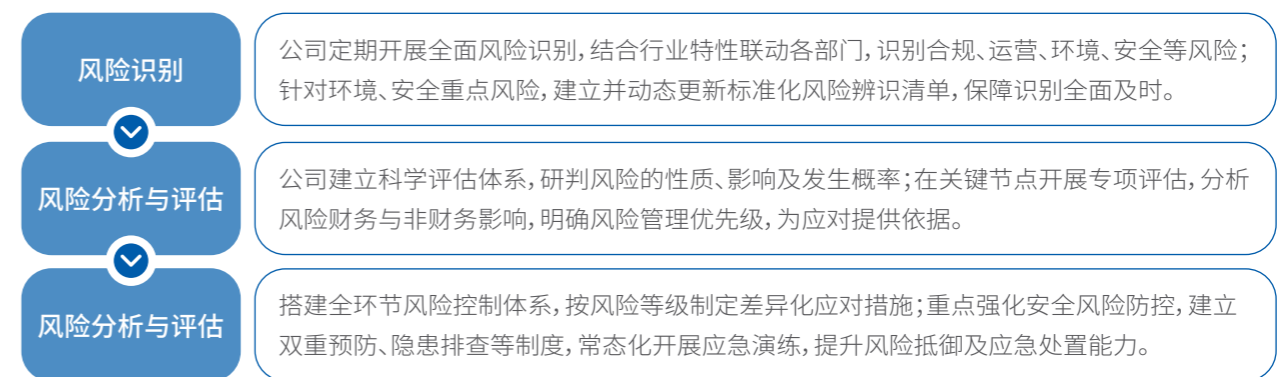 风险识别
公司定期开展全面风险识别,结合行业特性联动各部门,识别合规、运营、环境、安全等风险;
针对环境、安全重点风险,建立并动态更新标准化风险辨识清单,保障识别全面及时。
风险分析与评估
公司建立科学评估体系,研判风险的性质、影响及发生概率;在关键节点开展专项评估,分析
风险财务与非财务影响,明确风险管理优先级,为应对提供依据。
风险分析与评估
搭建全环节风险控制体系,按风险等级制定差异化应对措施;重点强化安全风险防控,建立
双重预防、隐患排查等制度,常态化开展应急演练,提升风险抵御及应急处置能力。